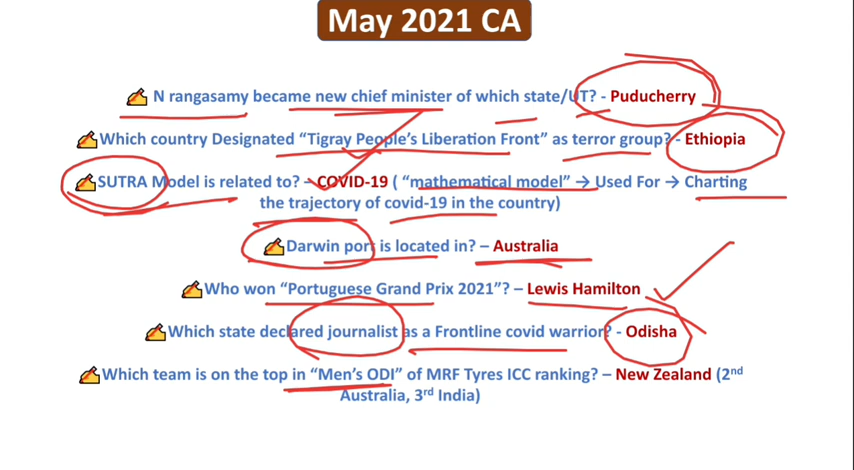 May 2021 CA
N rangasamy became new chief minister of which state/UT? - Puducherry
Which country Designated “Tigray People’s Liberation Front” as terror group? - Ethiopia
SUTRA Model is related to? – COVID-19 ( “mathematical model” → Used For → Charting
the trajectory of covid-19 in the country)
Darwin port is located in? – Australia
Who won “Portuguese Grand Prix 2021”? – Lewis Hamilton
Which state declared journalist as a Frontline covid warrior? - Odisha
Which team is on the top in “Men’s ODI” of MRF Tyres ICC ranking? – New Zealand (2nd
Australia, 3rd India)